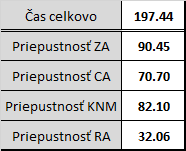 Čas celkovo 197.44
Priepustnosť ZA 90.45
Priepustnosť CA 70.70
Priepustnosť KNM 82.10
Priepustnosť RA 32.06